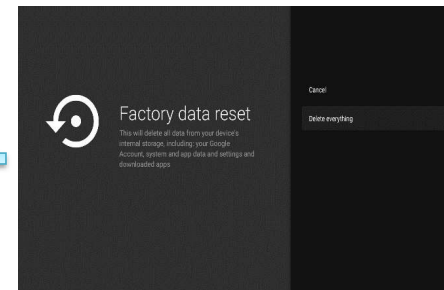 Factory data reset
This will delete all data from your device's
internal storage, including: your Google
Account, system and app data and settings and
downloaded apps
Cancel
Delete everything